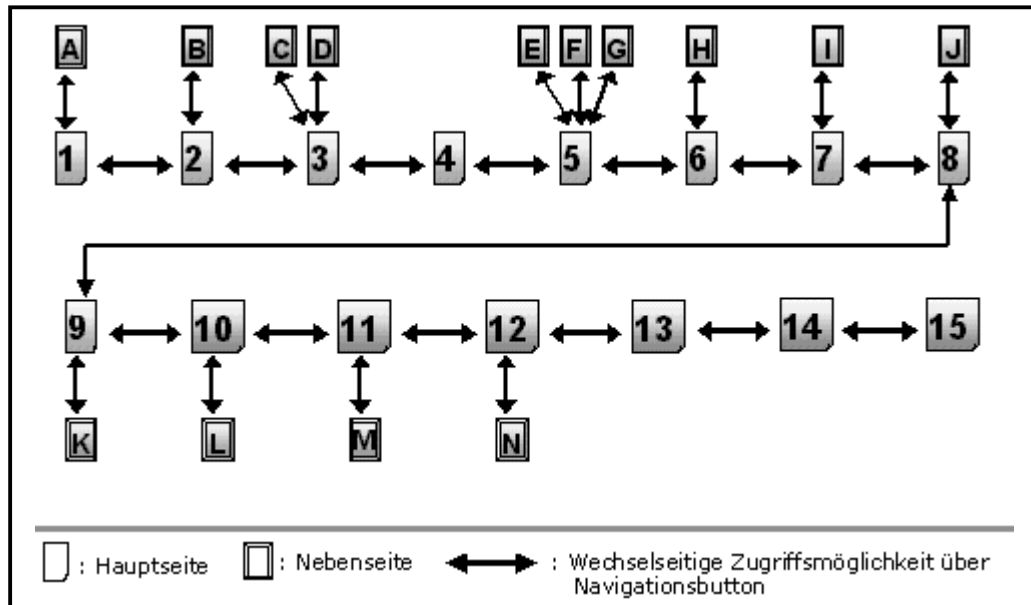 A B C D E F G H I J
1 2 3 4 5 6 7 8
9 10 11 12 13 14 15
K L M N
: Hauptseite : Nebenseite : Wechselseitige Zugriffsmöglichkeit über
Navigationsbutton